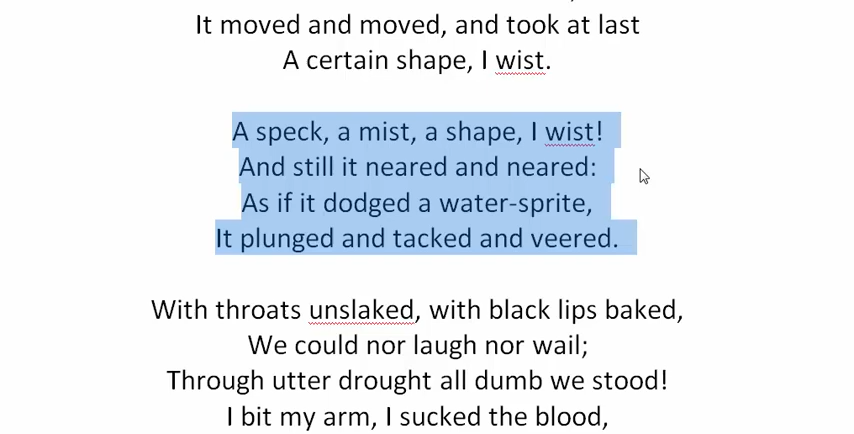 It moved and moved, and took at last
A certain shape, I wist.
A speck, a mist, a shape, I wist!
And still it neared and neared:
As if it dodged a water-sprite,
It plunged and tacked and veered.
With throats unslaked, with black lips baked,
We could nor laugh nor wail;
Through utter drought all dumb we stood!
I bit my arm, I sucked the blood,